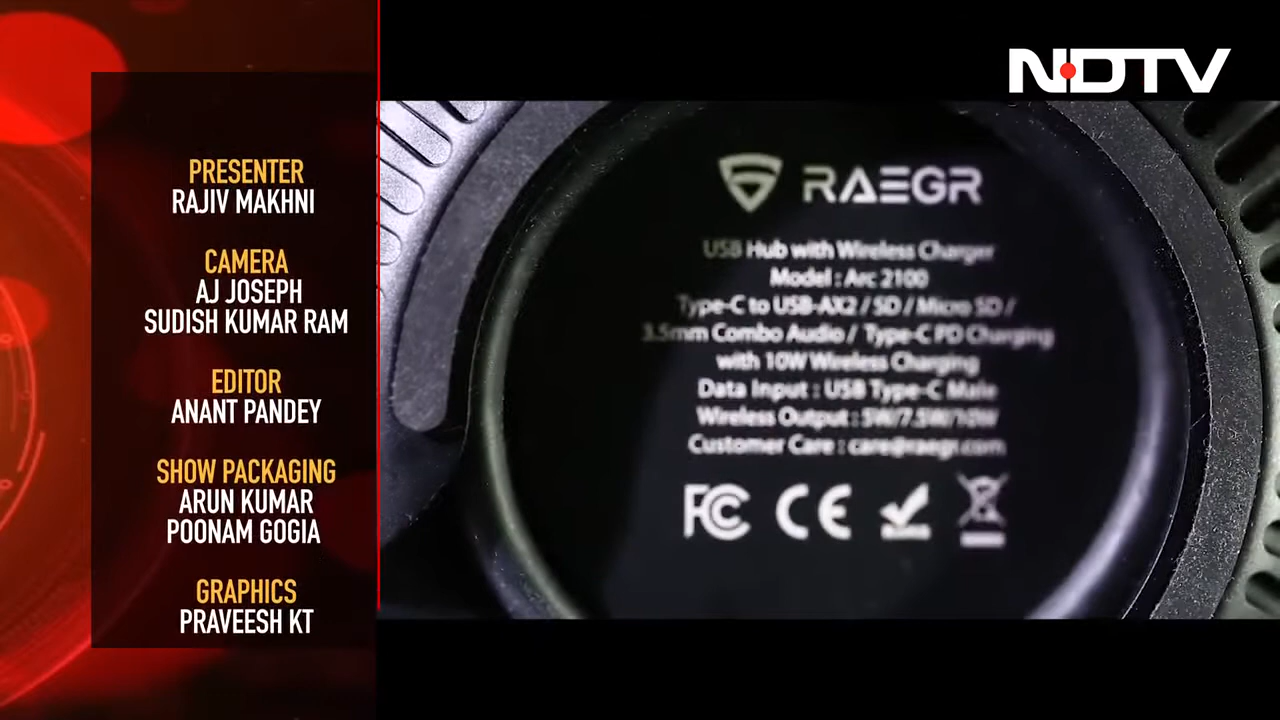 PRESENTER
RAJIV MAKHNI
CAMERA
AJ JOSEPH
SUDISH KUMAR RAM
EDITOR
ANANT PANDEY
SHOW PACKAGING
ARUN KUMAR
POONAM GOGIA
GRAPHICS
PRAVEESH KT
NDTV
RAEGR
USB Hub with Wireless Charger
Model : Arc 2100
Type-C to USB-AX2 / SD / Micro SD /
3.5mm Combo Audio / Type-C PD Charging
with 10W Wireless Charging
Data Input : USB Type-C Male
Wireless Output : 5W/7.5W/10W
Customer Care : care@raegr.com
FC CE